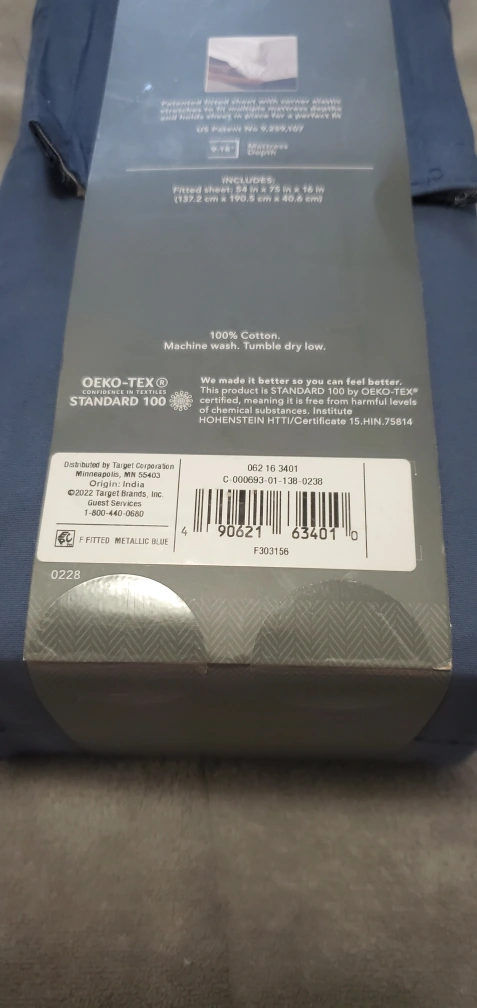 Patented fitted sheet with corner elastic
stretches to fit multiple mattress depths
and holds sheet in place for a perfect fit
US Patent No
Mattress
Depth
INCLUDES:
Fitted sheet: 54 in x 75 in x 16 in
(137.2 cm x 190.5 cm x 40.6 cm)
100% Cotton.
Machine wash. Tumble dry low.
OEKO-TEX®
CONFIDENCE IN TEXTILES
STANDARD 100
We made it better so you can feel better.
This product is STANDARD 100 by OEKO-TEX®
certified, meaning it is free from harmful levels
of chemical substances. Institute
HOHENSTEIN HTTI/Certificate 15.HIN.75814
Distributed by Target Corporation
Minneapolis, MN 55403
Origin: India
©2022 Target Brands, Inc.
Guest Services
1-800-440-0680
F FITTED METALLIC BLUE
062 16 3401
C-000693-01-138-0238
4 90621 63401 0
F303156
0228